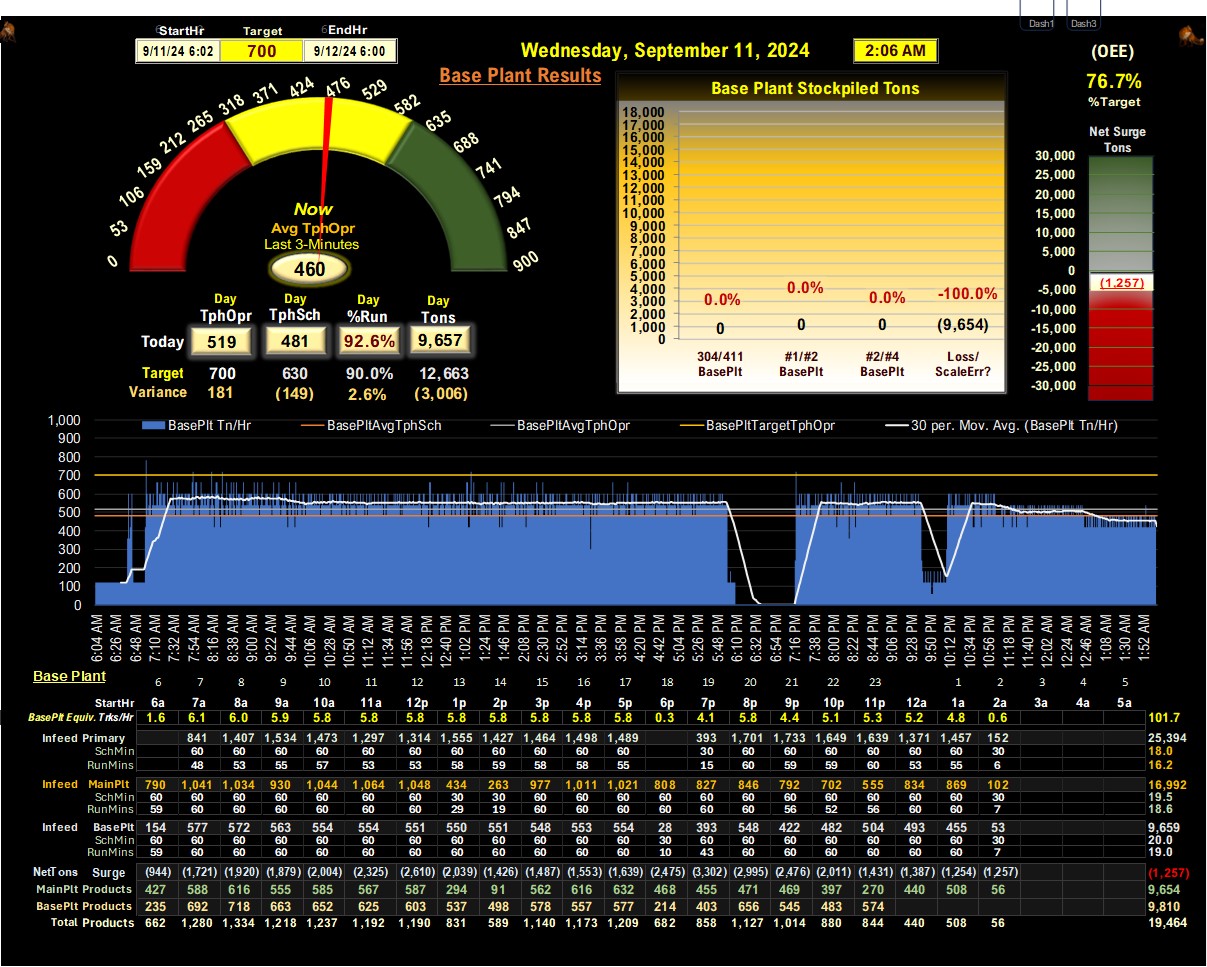 Dash1 Dash3
StartHr Target EndHr
9/11/24 6:02 700 9/12/24 6:00
Wednesday, September 11, 2024 2:06 AM
Base Plant Results
(OEE)
76.7%
%Target
0 53 106 159 212 265 318 371 424 476 529 582 635 688 741 794 847 900
Now
Avg TphOpr
Last 3-Minutes
460
Day Day Day Day
TphOpr TphSch %Run Tons
Today 519 481 92.6% 9,657
Target 700 630 90.0% 12,663
Variance 181 (149) 2.6% (3,006)
Base Plant Stockpiled Tons
18,000
17,000
16,000
15,000
14,000
13,000
12,000
11,000
10,000
9,000
8,000
7,000
6,000
5,000
4,000
3,000
2,000
1,000
0
0.0% 0.0% 0.0% -100.0%
0 0 0 (9,654)
304/411 #1/#2 #2/#4 Loss/
BasePlt BasePlt BasePlt ScaleErr?
Net Surge
Tons
30,000
25,000
20,000
15,000
10,000
5,000
0
(1,257)
-5,000
-10,000
-15,000
-20,000
-25,000
-30,000
BasePlt Tn/Hr BasePltAvgTphSch BasePltAvgTphOpr BasePltTargetTphOpr 30 per. Mov. Avg. (BasePlt Tn/Hr)
1,000
900
800
700
600
500
400
300
200
100
0
6:04 AM 6:26 AM 6:48 AM 7:10 AM 7:32 AM 7:54 AM 8:16 AM 8:38 AM 9:00 AM 9:22 AM 9:44 AM 10:06 AM 10:28 AM 10:50 AM 11:12 AM 11:34 AM 11:56 AM 12:18 PM 12:40 PM 1:02 PM 1:24 PM 1:46 PM 2:08 PM 2:30 PM 2:52 PM 3:14 PM 3:36 PM 3:58 PM 4:20 PM 4:42 PM 5:04 PM 5:26 PM 5:48 PM 6:10 PM 6:32 PM 6:54 PM 7:16 PM 7:38 PM 8:00 PM 8:22 PM 8:44 PM 9:06 PM 9:28 PM 9:50 PM 10:12 PM 10:34 PM 10:56 PM 11:18 PM 11:40 PM 12:02 AM 12:24 AM 12:46 AM 1:08 AM 1:30 AM 1:52 AM
Base Plant 6 7 8 9 10 11 12 13 14 15 16 17 18 19 20 21 22 23 1 2 3 4 5
StartHr 6a 7a 8a 9a 10a 11a 12p 1p 2p 3p 4p 5p 6p 7p 8p 9p 10p 11p 12a 1a 2a 3a 4a 5a
BasePlt Equiv. Trks/Hr 1.6 6.1 6.0 5.9 5.8 5.8 5.8 5.8 5.8 5.8 5.8 5.8 0.3 4.1 5.8 4.4 5.1 5.3 5.2 4.8 0.6 101.7
Infeed Primary 841 1,407 1,534 1,473 1,297 1,314 1,555 1,427 1,464 1,498 1,489 393 1,701 1,733 1,649 1,639 1,371 1,457 152 25,394
SchMin 60 60 60 60 60 60 60 60 60 60 60 30 60 60 60 60 60 60 30 18.0
RunMins 48 53 55 57 53 53 58 59 58 58 55 15 60 59 59 60 53 55 6 16.2
Infeed MainPlt 790 1,041 1,034 930 1,044 1,064 1,048 434 263 977 1,011 1,021 808 827 846 792 702 555 834 869 102 16,992
SchMin 60 60 60 60 60 60 60 30 30 60 60 60 60 60 60 60 60 60 60 60 30 19.5
RunMins 59 60 60 60 60 60 60 29 19 60 60 60 60 60 60 56 52 56 60 60 7 18.6
Infeed BasePlt 154 577 572 563 554 554 551 550 551 548 553 554 28 393 548 422 482 504 493 455 53 9,659
SchMin 60 60 60 60 60 60 60 60 60 60 60 60 30 60 60 60 60 60 60 60 30 20.0
RunMins 59 60 60 60 60 60 60 60 60 60 60 60 10 43 60 60 60 60 60 60 7 19.0
NetTons Surge (944) (1,721) (1,920) (1,879) (2,004) (2,325) (2,610) (2,039) (1,426) (1,487) (1,553) (1,639) (2,475) (3,302) (2,995) (2,476) (2,011) (1,431) (1,387) (1,254) (1,257) (1,257)
MainPlt Products 427 588 616 555 585 567 587 294 91 562 616 632 468 455 471 469 397 270 440 508 56 9,654
BasePlt Products 235 692 718 663 652 625 603 537 498 578 557 577 214 403 656 545 483 574 9,810
Total Products 662 1,280 1,334 1,218 1,237 1,192 1,190 831 589 1,140 1,173 1,209 682 858 1,127 1,014 880 844 440 508 56 19,464